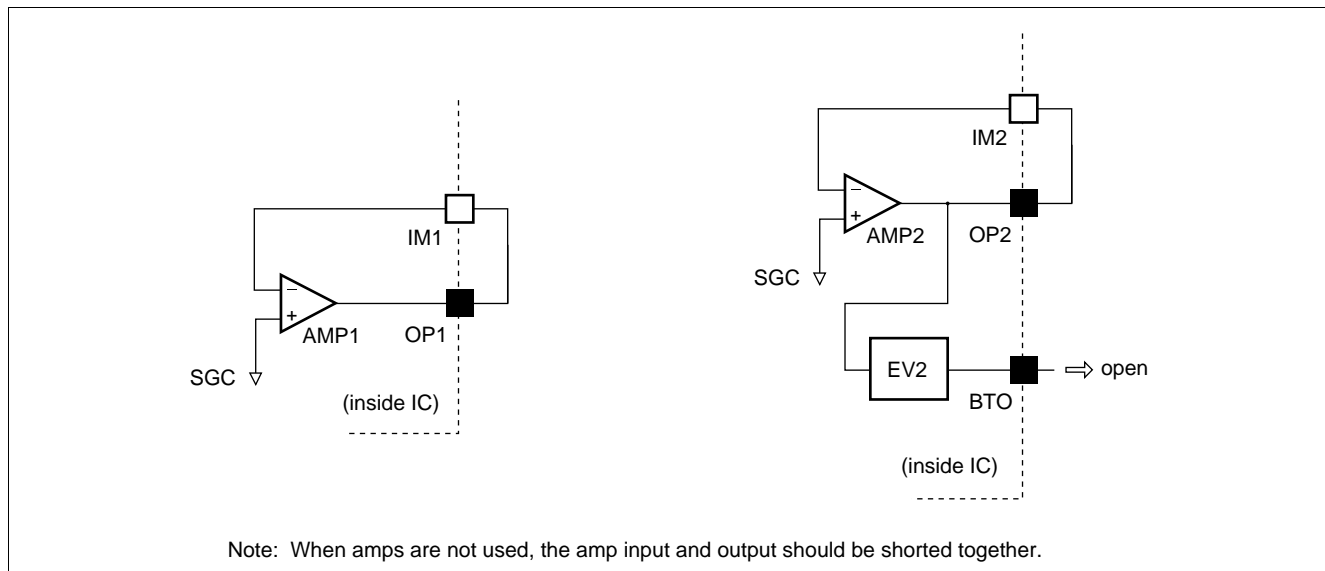 IM1
−
+
AMP1
OP1
SGC
(inside IC)
IM2
−
+
AMP2
OP2
SGC
EV2
open
BTO
(inside IC)
Note: When amps are not used, the amp input and output should be shorted together.